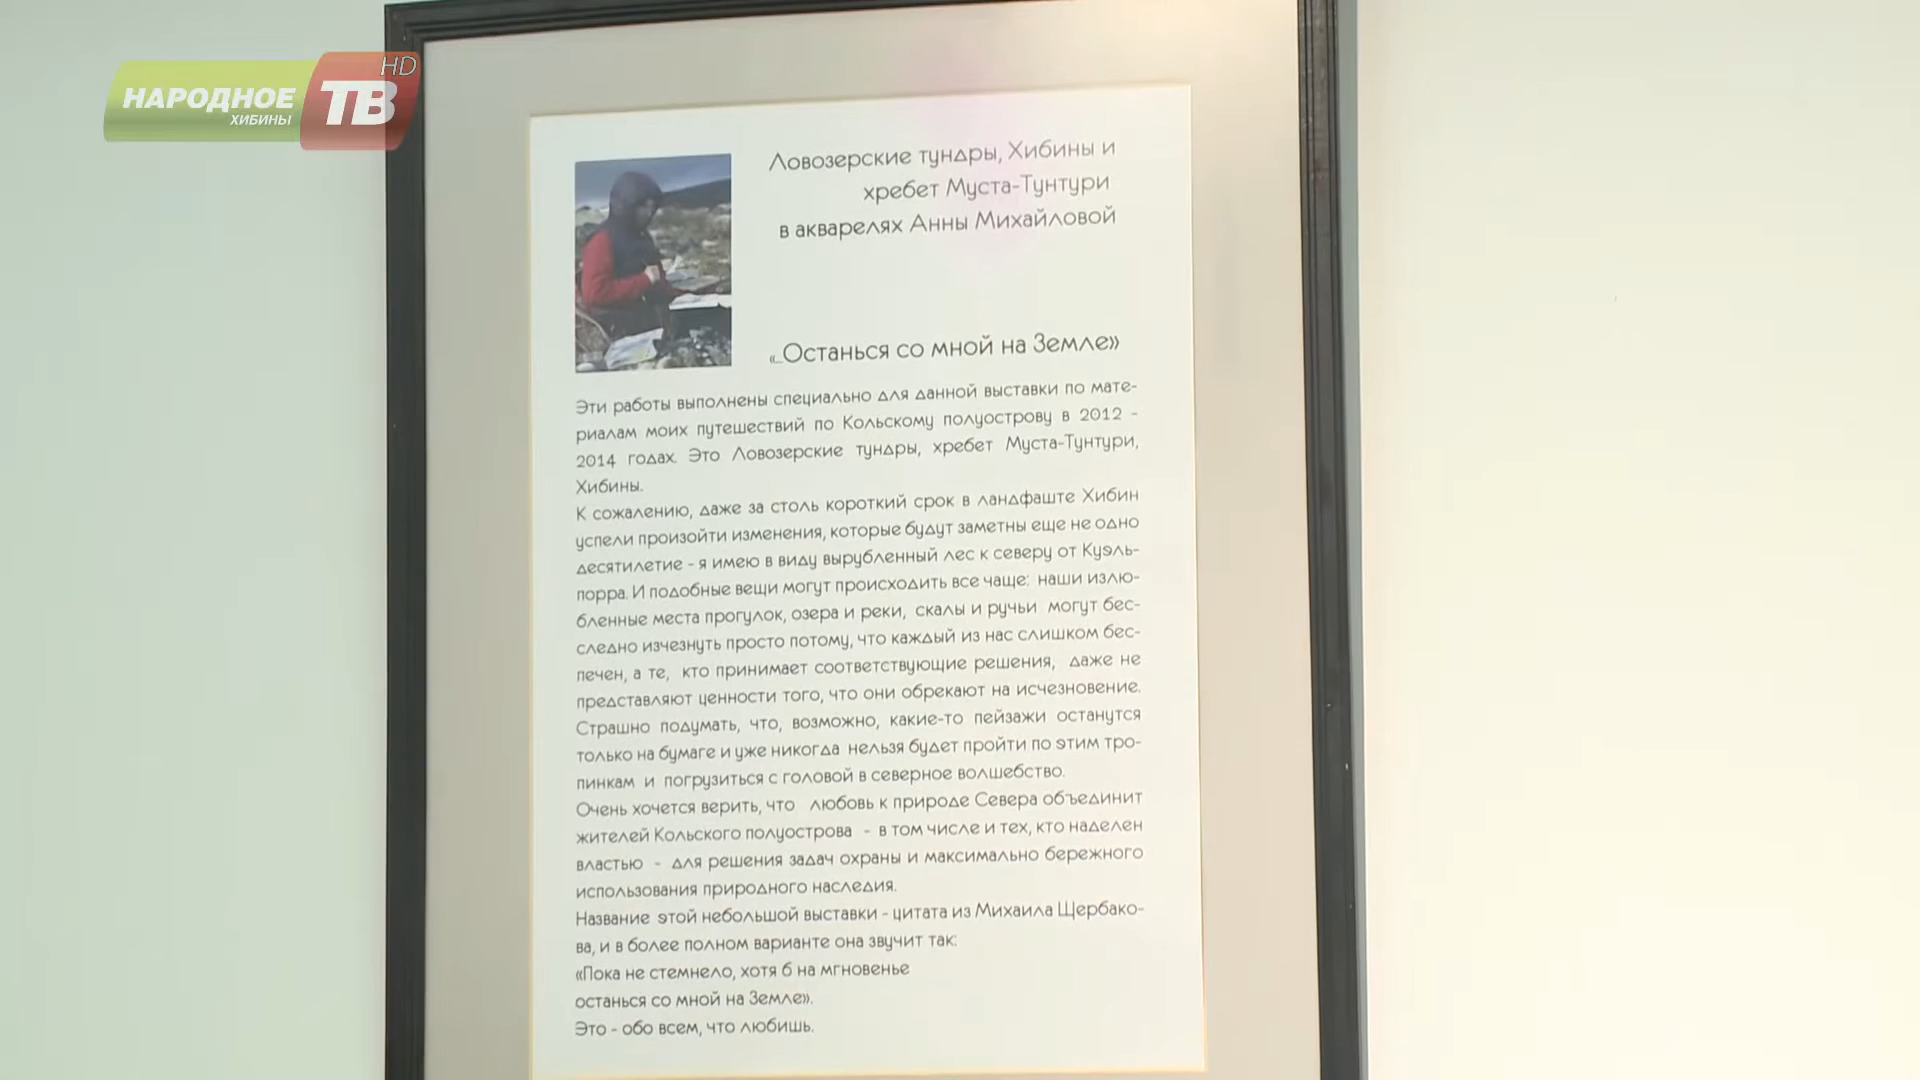 НАРОДНОЕ
ХИБИНЫ
ТВ
HD
Ловозерские тундры, Хибины и
хребет Муста-Тунтури
в акварелях Анны Михайловой
«...Останься со мной на Земле»
Эти работы выполнены специально для данной выставки по мате-
риалам моих путешествий по Кольскому полуострову в 2012 -
2014 годах. Это Ловозерские тундры, хребет Муста-Тунтури,
Хибины.
К сожалению, даже за столь короткий срок в ландфаште Хибин
успели произойти изменения, которые будут заметны еще не одно
десятилетие - я имею в виду вырубленный лес к северу от Куэль-
порра. И подобные вещи могут происходить все чаще: наши излю-
бленные места прогулок, озера и реки, скалы и ручьи могут бес-
следно изчезнуть просто потому, что каждый из нас слишком бес-
печен, а те, кто принимает соответствующие решения, даже не
представляют ценности того, что они обрекают на исчезновение.
Страшно подумать, что, возможно, какие-то пейзажи останутся
только на бумаге и уже никогда нельзя будет пройти по этим тро-
пинкам и погрузиться с головой в северное волшебство.
Очень хочется верить, что любовь к природе Севера объединит
жителей Кольского полуострова - в том числе и тех, кто наделен
властью - для решения задач охраны и максимально бережного
использования природного наследия.
Название этой небольшой выставки - цитата из Михаила Щербако-
ва, и в более полном варианте она звучит так:
«Пока не стемнело, хотя б на мгновенье
останься со мной на Земле».
Это - обо всем, что любишь.